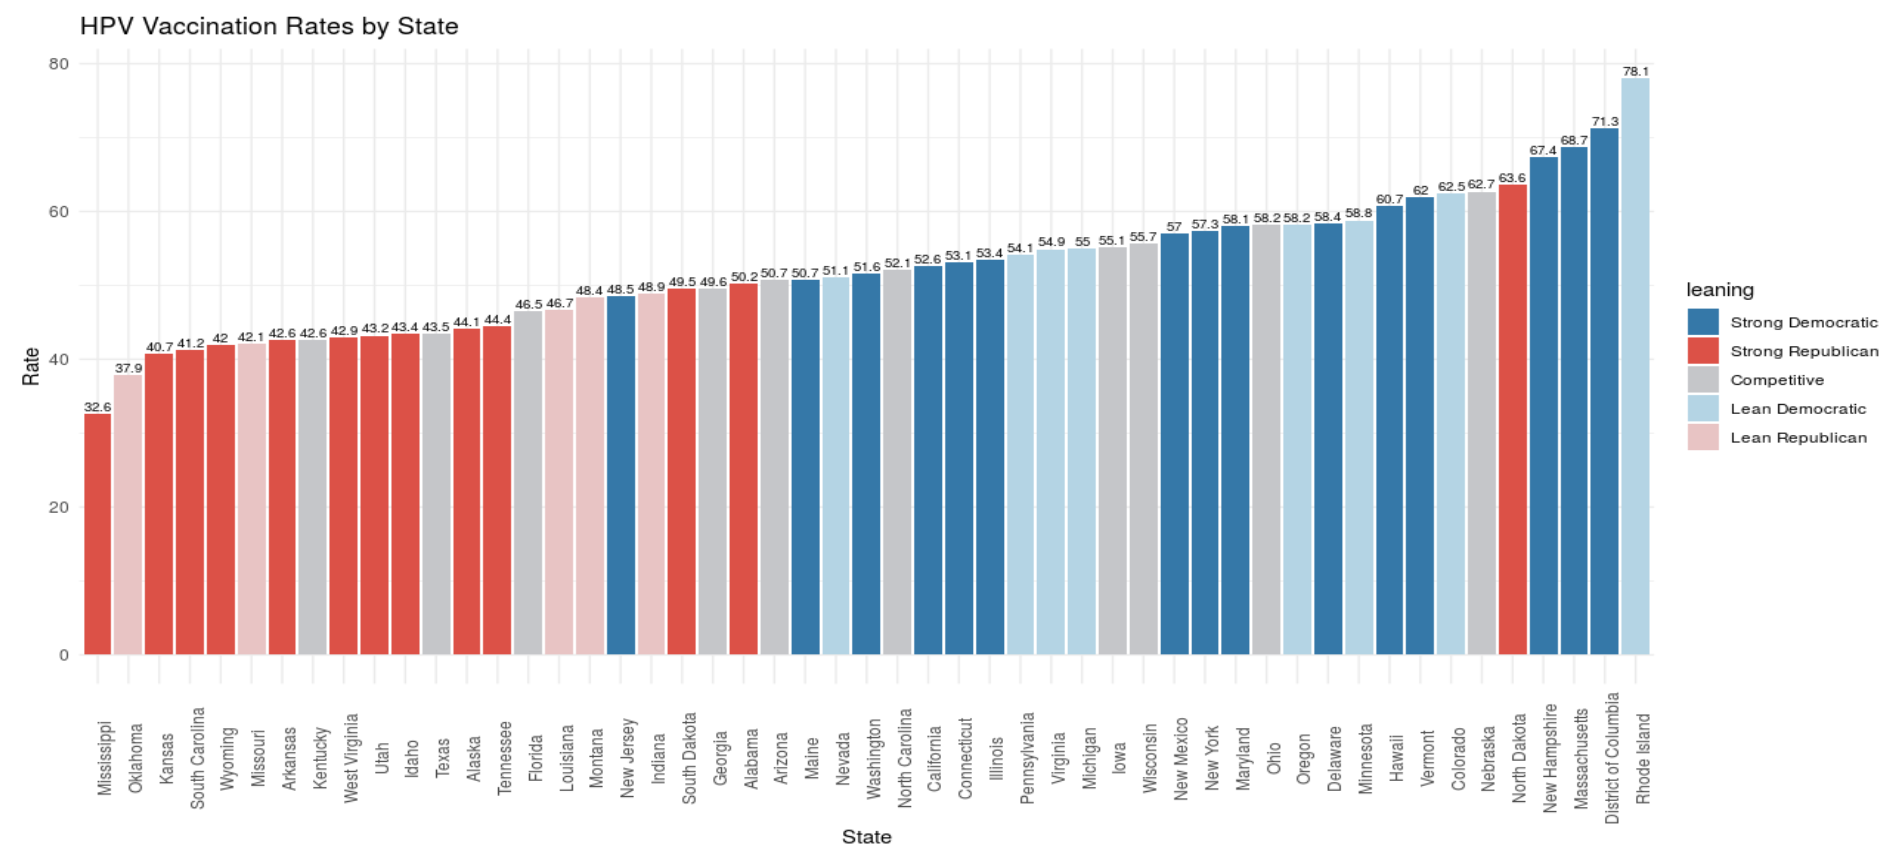 HPV Vaccination Rates by State
80
60
40
20
0
Rate
32.6
37.9
40.7
41.2
42
42.1
42.6
42.6
42.9
43.2
43.4
43.5
44.1
44.4
46.5
46.7
48.4
48.5
48.9
49.5
49.6
50.2
50.7
50.7
51.1
51.6
52.1
52.6
53.1
53.4
54.1
54.9
55
55.1
55.7
57
57.3
58.1
58.2
58.2
58.4
58.8
60.7
62
62.5
62.7
63.6
67.4
68.7
71.3
78.1
Mississippi
Oklahoma
Kansas
South Carolina
Wyoming
Missouri
Arkansas
Kentucky
West Virginia
Utah
Idaho
Texas
Alaska
Tennessee
Florida
Louisiana
Montana
New Jersey
Indiana
South Dakota
Georgia
Alabama
Arizona
Maine
Nevada
Washington
North Carolina
California
Connecticut
Illinois
Pennsylvania
Virginia
Michigan
Iowa
Wisconsin
New Mexico
New York
Maryland
Ohio
Oregon
Delaware
Minnesota
Hawaii
Vermont
Colorado
Nebraska
North Dakota
New Hampshire
Massachusetts
District of Columbia
Rhode Island
State
leaning
Strong Democratic
Strong Republican
Competitive
Lean Democratic
Lean Republican